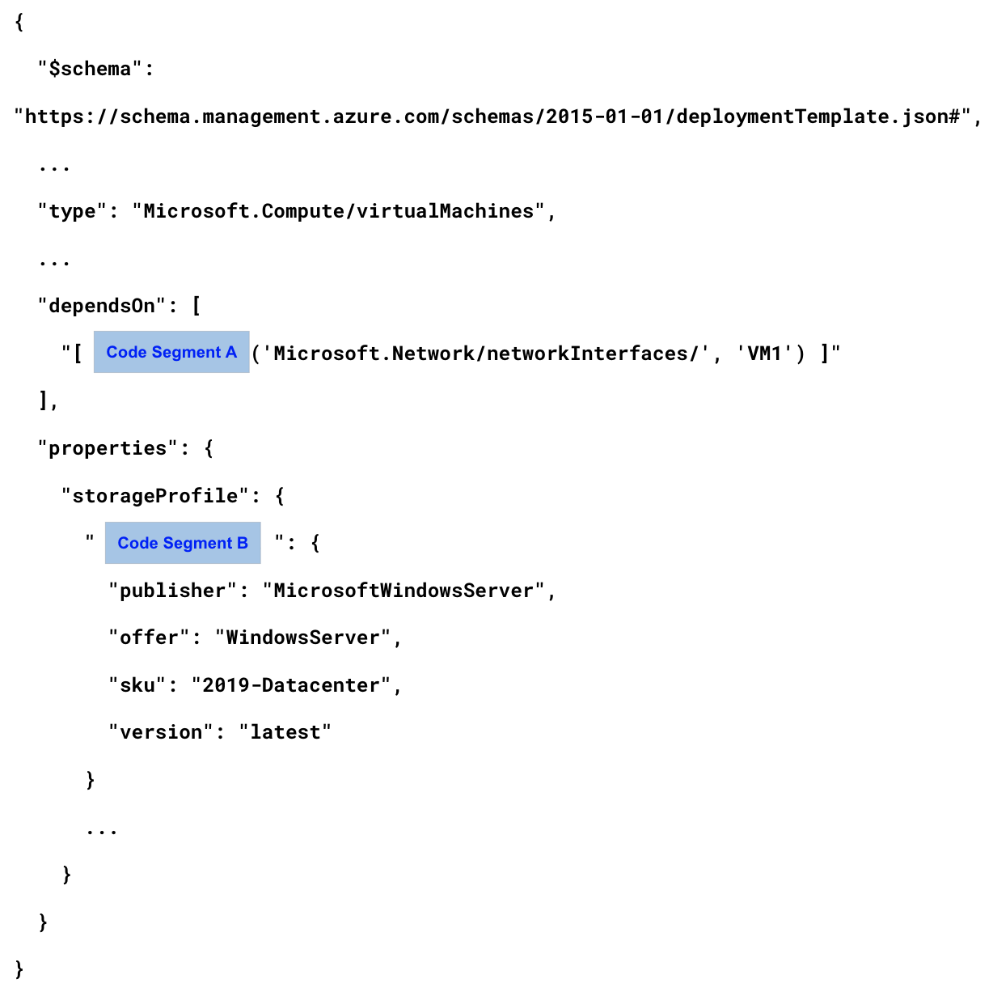 {
"$schema":
"https://schema.management.azure.com/schemas/2015-01-01/deploymentTemplate.json#",
...
"type": "Microsoft.Compute/virtualMachines",
...
"dependsOn": [
"[ Code Segment A ('Microsoft.Network/networkInterfaces/', 'VM1') ]"
],
"properties": {
"storageProfile": {
" Code Segment B ": {
"publisher": "MicrosoftWindowsServer",
"offer": "WindowsServer",
"sku": "2019-Datacenter",
"version": "latest"
}
...
}
}
}